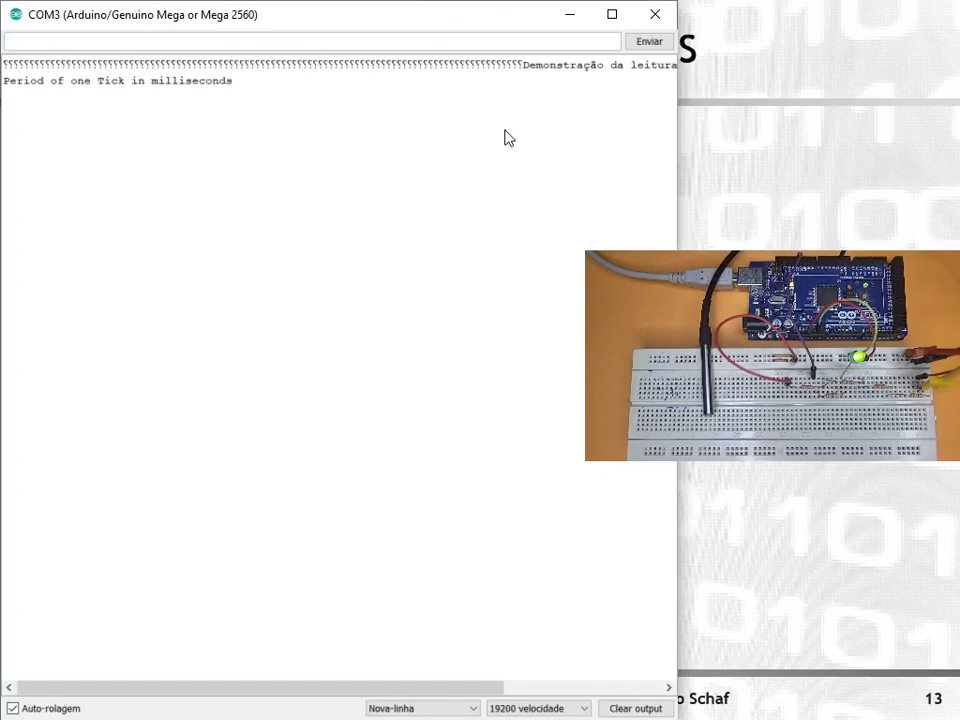 COM3 (Arduino/Genuino Mega or Mega 2560)
S
Enviar
Demonstração da leitura
Period of one Tick in milliseconds
Auto-rolagem
Nova-linha
19200 velocidade
Clear output
o Schaf
13